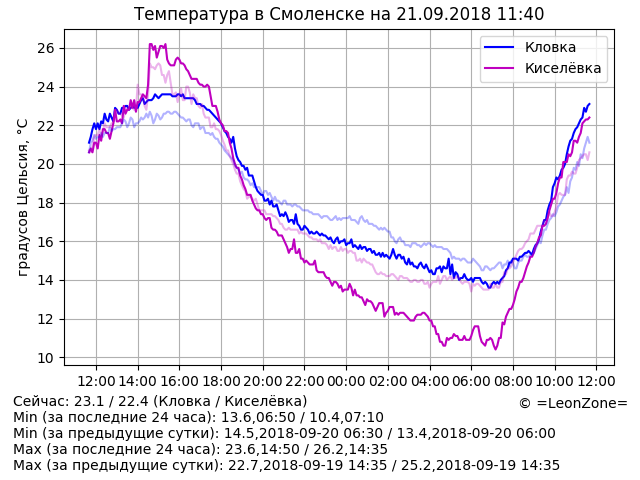 Температура в Смоленске на 21.09.2018 11:40
Кловка
Киселёвка
градусов Цельсия, °C
26
24
22
20
18
16
14
12
10
12:00 14:00 16:00 18:00 20:00 22:00 00:00 02:00 04:00 06:00 08:00 10:00 12:00
Сейчас: 23.1 / 22.4 (Кловка / Киселёвка)
© =LeonZone=
Min (за последние 24 часа): 13.6,06:50 / 10.4,07:10
Min (за предыдущие сутки): 14.5,2018-09-20 06:30 / 13.4,2018-09-20 06:00
Max (за последние 24 часа): 23.6,14:50 / 26.2,14:35
Max (за предыдущие сутки): 22.7,2018-09-19 14:35 / 25.2,2018-09-19 14:35